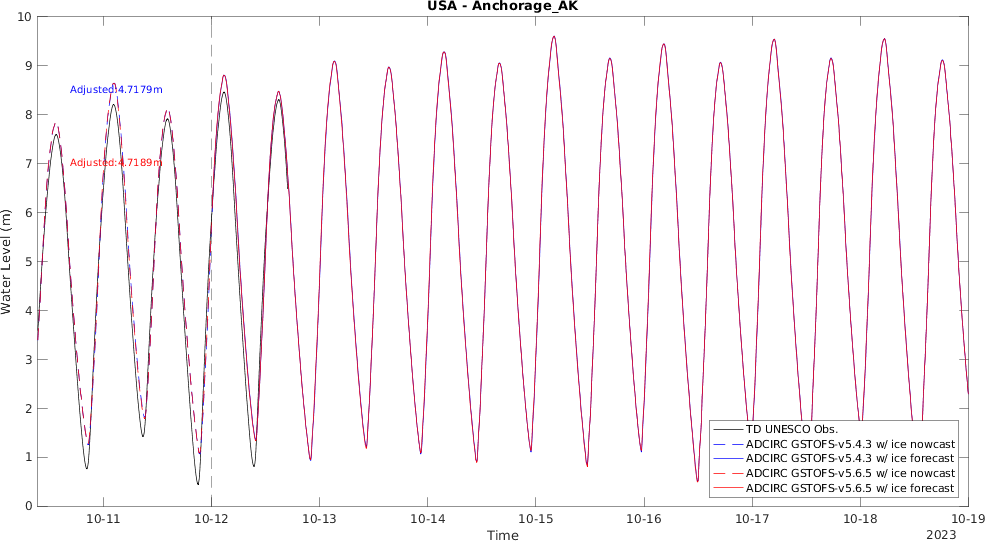 USA - Anchorage_AK
10
9
8
7
6
5
4
3
2
1
0
Water Level (m)
Adjusted:4.7179m
Adjusted:4.7189m
TD UNESCO Obs.
ADCIRC GSTOFS-v5.4.3 w/ ice nowcast
ADCIRC GSTOFS-v5.4.3 w/ ice forecast
ADCIRC GSTOFS-v5.6.5 w/ ice nowcast
ADCIRC GSTOFS-v5.6.5 w/ ice forecast
10-11 10-12 10-13 10-14 10-15 10-16 10-17 10-18 10-19
Time
2023